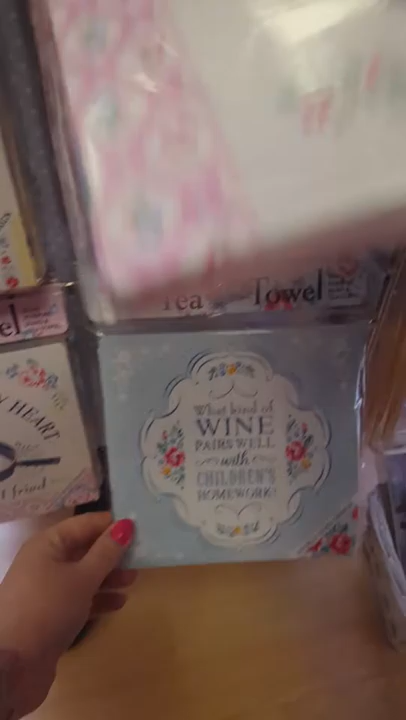 Tea Towel
el
HEART
What kind of
WINE
PAIRS WELL
with
CHILDREN'S
HOMEWORK?